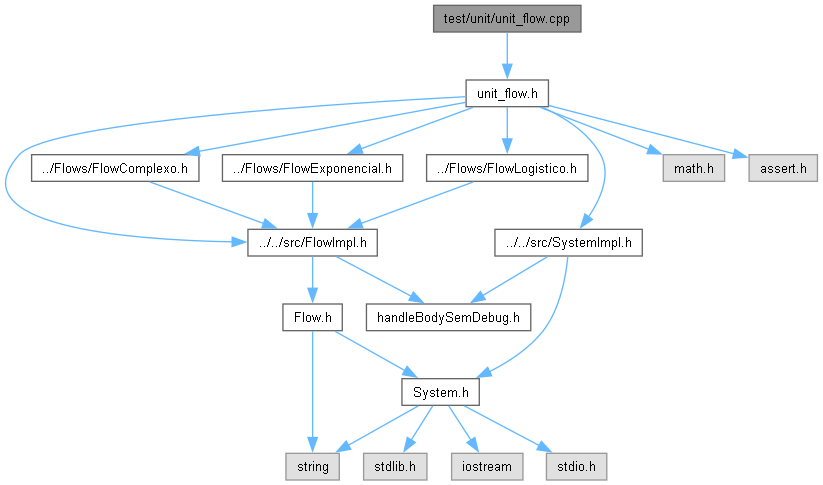 test/unit/unit_flow.cpp
unit_flow.h
../Flows/FlowComplexo.h
../Flows/FlowExponencial.h
../Flows/FlowLogistico.h
math.h
assert.h
../../src/FlowImpl.h
../../src/SystemImpl.h
Flow.h
handleBodySemDebug.h
System.h
string
stdlib.h
iostream
stdio.h